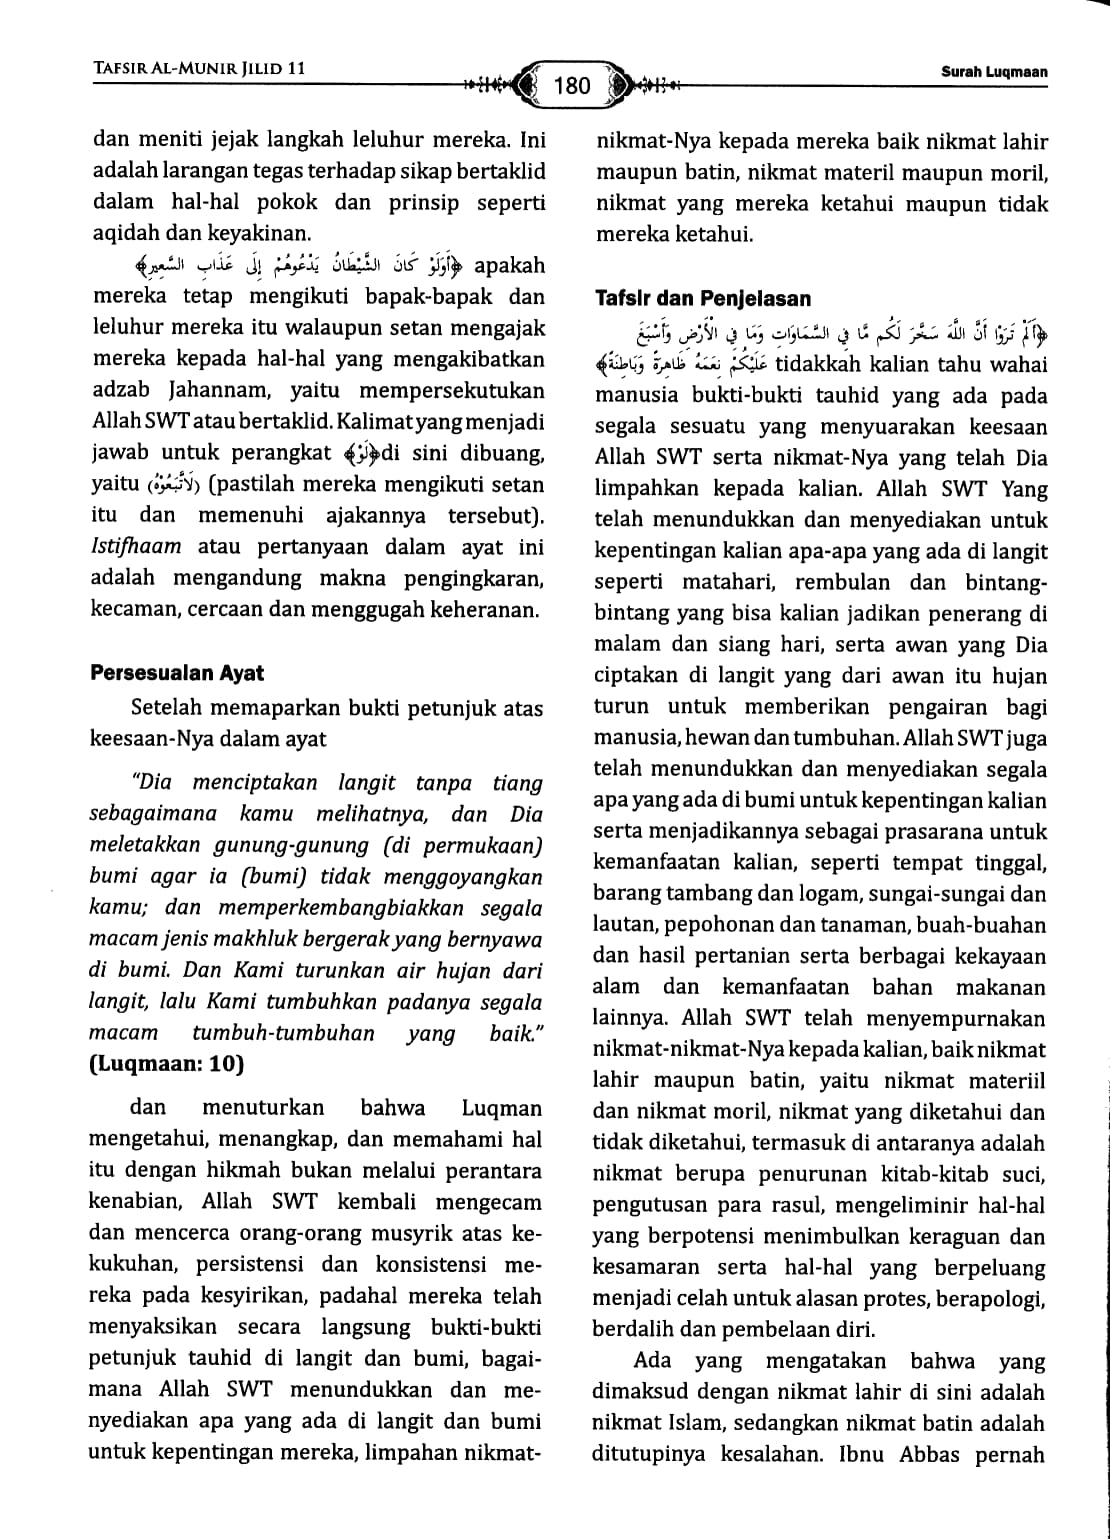 TAFSIR AL-MUNIR JILID 11
180
Surah Luqmaan
dan meniti jejak langkah leluhur mereka. Ini
adalah larangan tegas terhadap sikap bertaklid
dalam hal-hal pokok dan prinsip seperti
aqidah dan keyakinan.
﴿أَوَلَوْ كَانَ الشَّيْطَانُ يَدْعُوهُمْ إِلَى عَذَابِ السَّعِيرِ﴾ apakah
mereka tetap mengikuti bapak-bapak dan
leluhur mereka itu walaupun setan mengajak
mereka kepada hal-hal yang mengakibatkan
adzab Jahannam, yaitu mempersekutukan
Allah SWT atau bertaklid. Kalimat yang menjadi
jawab untuk perangkat ﴿لَوْ﴾ di sini dibuang,
yaitu (لَاتَّبَعُوْهُ) (pastilah mereka mengikuti setan
itu dan memenuhi ajakannya tersebut).
Istifhaam atau pertanyaan dalam ayat ini
adalah mengandung makna pengingkaran,
kecaman, cercaan dan menggugah keheranan.
Persesuaian Ayat
Setelah memaparkan bukti petunjuk atas
keesaan-Nya dalam ayat
"Dia menciptakan langit tanpa tiang
sebagaimana kamu melihatnya, dan Dia
meletakkan gunung-gunung (di permukaan)
bumi agar ia (bumi) tidak menggoyangkan
kamu; dan memperkembangbiakkan segala
macam jenis makhluk bergerak yang bernyawa
di bumi. Dan Kami turunkan air hujan dari
langit, lalu Kami tumbuhkan padanya segala
macam tumbuh-tumbuhan yang baik."
(Luqmaan: 10)
dan menuturkan bahwa Luqman
mengetahui, menangkap, dan memahami hal
itu dengan hikmah bukan melalui perantara
kenabian, Allah SWT kembali mengecam
dan mencerca orang-orang musyrik atas ke-
kukuhan, persistensi dan konsistensi me-
reka pada kesyirikan, padahal mereka telah
menyaksikan secara langsung bukti-bukti
petunjuk tauhid di langit dan bumi, bagai-
mana Allah SWT menundukkan dan me-
nyediakan apa yang ada di langit dan bumi
untuk kepentingan mereka, limpahan nikmat-
nikmat-Nya kepada mereka baik nikmat lahir
maupun batin, nikmat materil maupun moril,
nikmat yang mereka ketahui maupun tidak
mereka ketahui.
Tafsir dan Penjelasan
﴿أَلَمْ تَرَوْا أَنَّ اللَّهَ سَخَّرَ لَكُم مَّا فِي السَّمَاوَاتِ وَمَا فِي الْأَرْضِ وَأَسْبَغَ
عَلَيْكُمْ نِعَمَهُ ظَاهِرَةً وَبَاطِنَةً﴾ tidakkah kalian tahu wahai
manusia bukti-bukti tauhid yang ada pada
segala sesuatu yang menyuarakan keesaan
Allah SWT serta nikmat-Nya yang telah Dia
limpahkan kepada kalian. Allah SWT Yang
telah menundukkan dan menyediakan untuk
kepentingan kalian apa-apa yang ada di langit
seperti matahari, rembulan dan bintang-
bintang yang bisa kalian jadikan penerang di
malam dan siang hari, serta awan yang Dia
ciptakan di langit yang dari awan itu hujan
turun untuk memberikan pengairan bagi
manusia, hewan dan tumbuhan. Allah SWT juga
telah menundukkan dan menyediakan segala
apa yang ada di bumi untuk kepentingan kalian
serta menjadikannya sebagai prasarana untuk
kemanfaatan kalian, seperti tempat tinggal,
barang tambang dan logam, sungai-sungai dan
lautan, pepohonan dan tanaman, buah-buahan
dan hasil pertanian serta berbagai kekayaan
alam dan kemanfaatan bahan makanan
lainnya. Allah SWT telah menyempurnakan
nikmat-nikmat-Nya kepada kalian, baik nikmat
lahir maupun batin, yaitu nikmat materiil
dan nikmat moril, nikmat yang diketahui dan
tidak diketahui, termasuk di antaranya adalah
nikmat berupa penurunan kitab-kitab suci,
pengutusan para rasul, mengeliminir hal-hal
yang berpotensi menimbulkan keraguan dan
kesamaran serta hal-hal yang berpeluang
menjadi celah untuk alasan protes, berapologi,
berdalih dan pembelaan diri.
Ada yang mengatakan bahwa yang
dimaksud dengan nikmat lahir di sini adalah
nikmat Islam, sedangkan nikmat batin adalah
ditutupinya kesalahan. Ibnu Abbas pernah